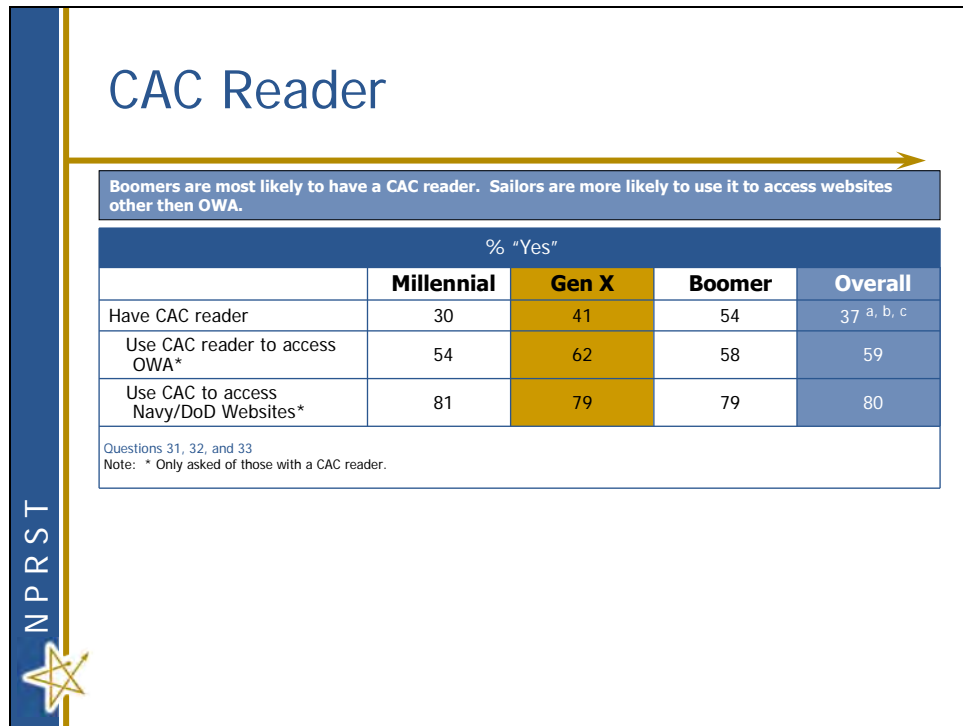 CAC Reader
Boomers are most likely to have a CAC reader. Sailors are more likely to use it to access websites
other then OWA.
% “Yes”
Millennial Gen X Boomer Overall
Have CAC reader 30 41 54 37 a, b, c
Use CAC reader to access
OWA* 54 62 58 59
Use CAC to access
Navy/DoD Websites* 81 79 79 80
Questions 31, 32, and 33
Note: * Only asked of those with a CAC reader.
NPRST